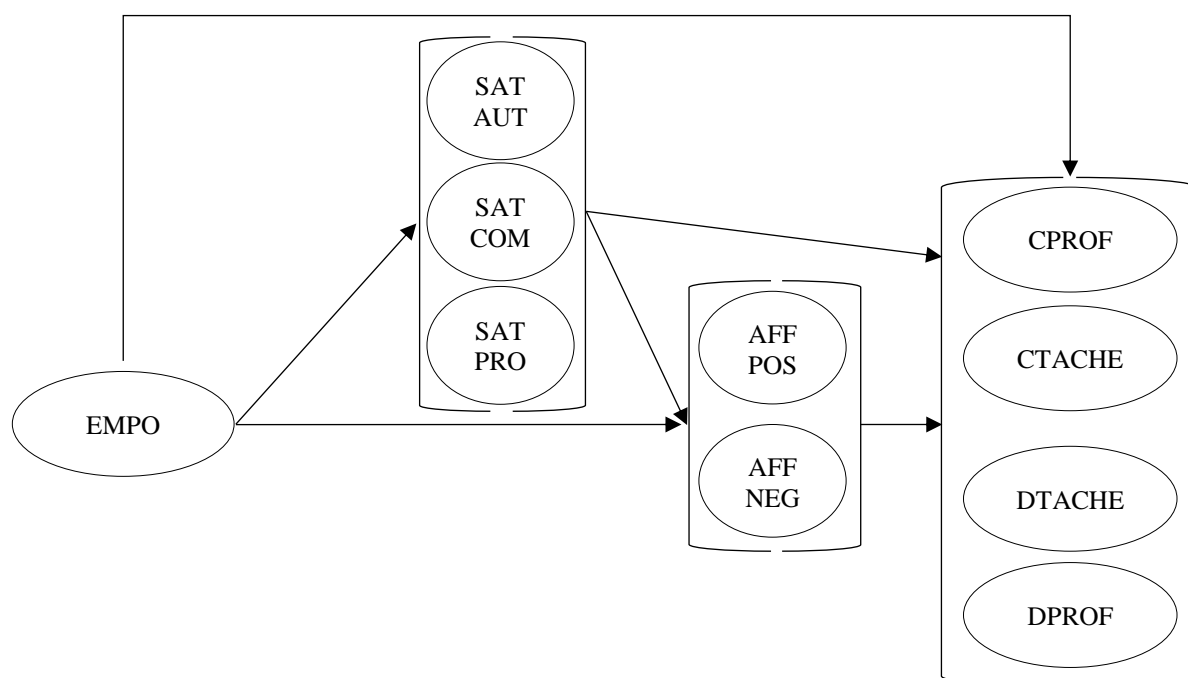 SAT
AUT
SAT
COM
SAT
PRO
EMPO
AFF
POS
AFF
NEG
CPROF
CTACHE
DTACHE
DPROF